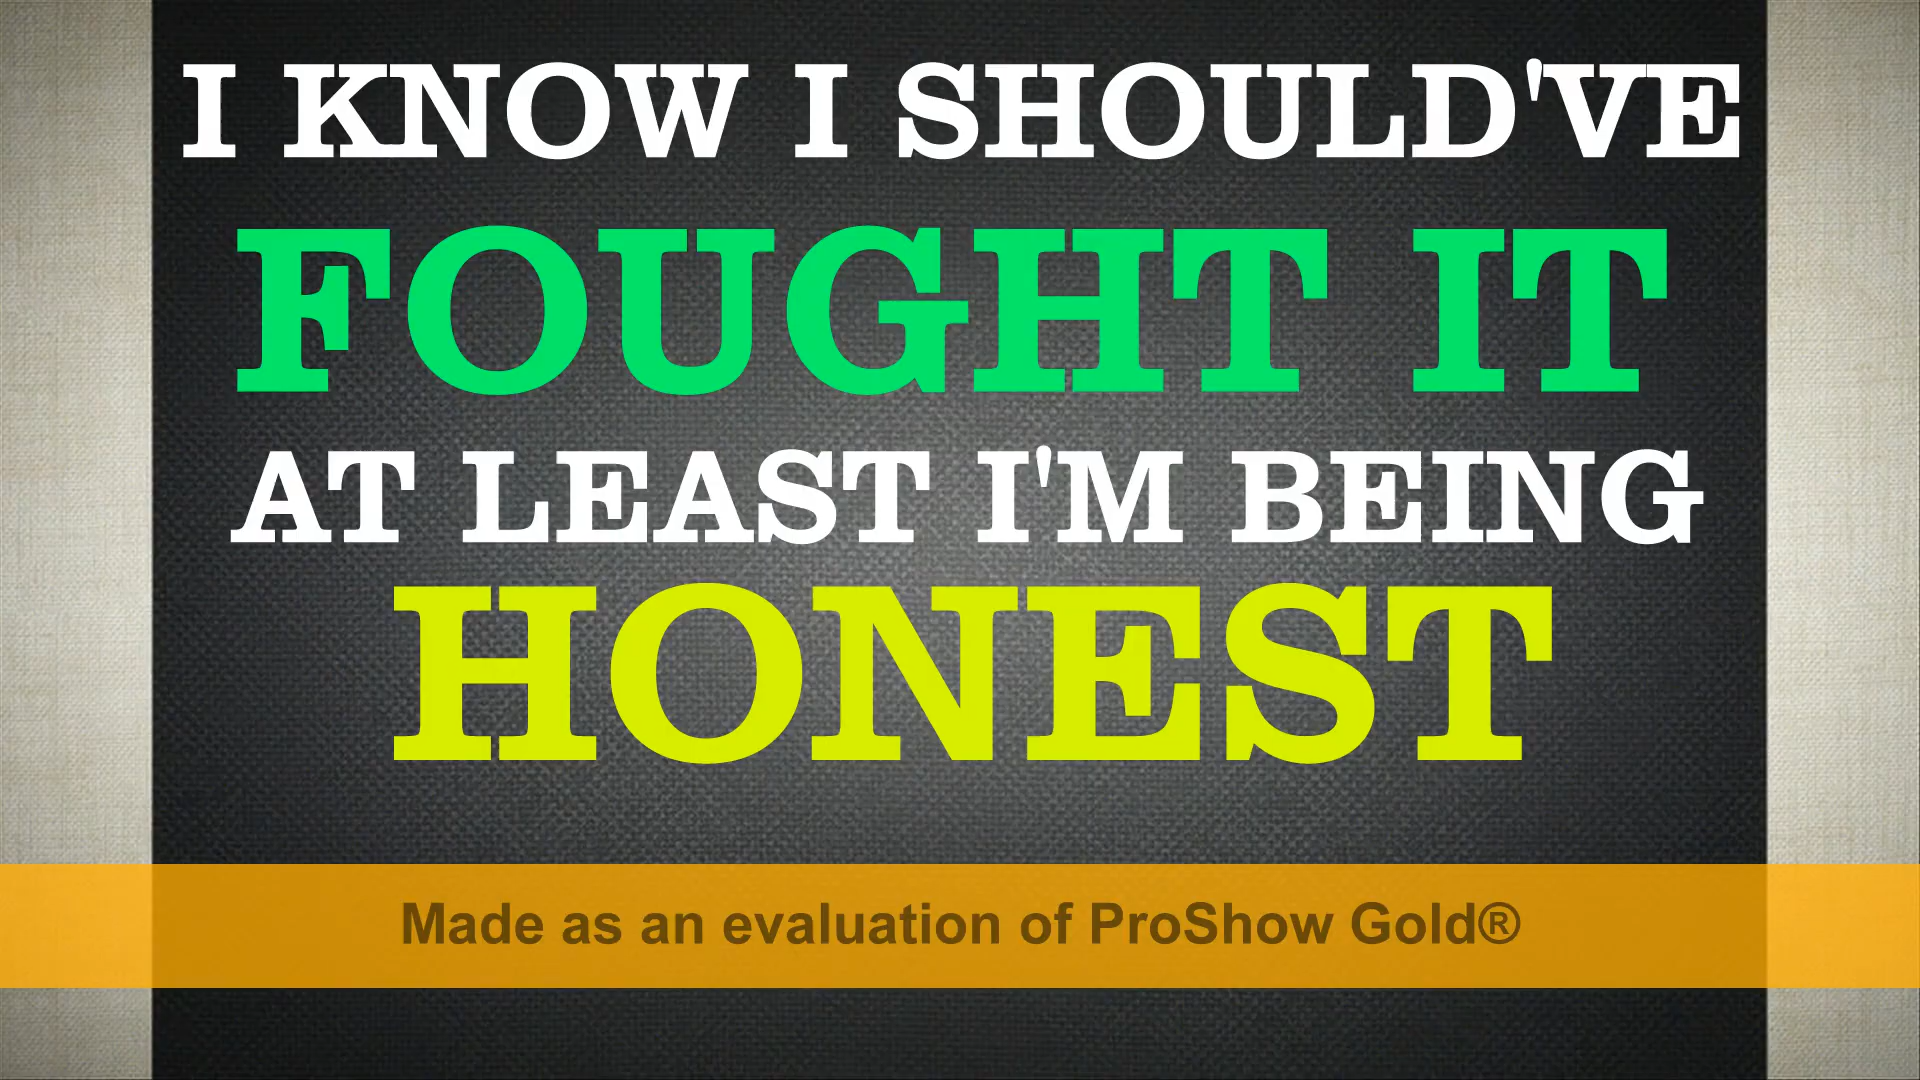 I KNOW I SHOULD'VE
FOUGHT IT
AT LEAST I'M BEING
HONEST
Made as an evaluation of ProShow Gold®